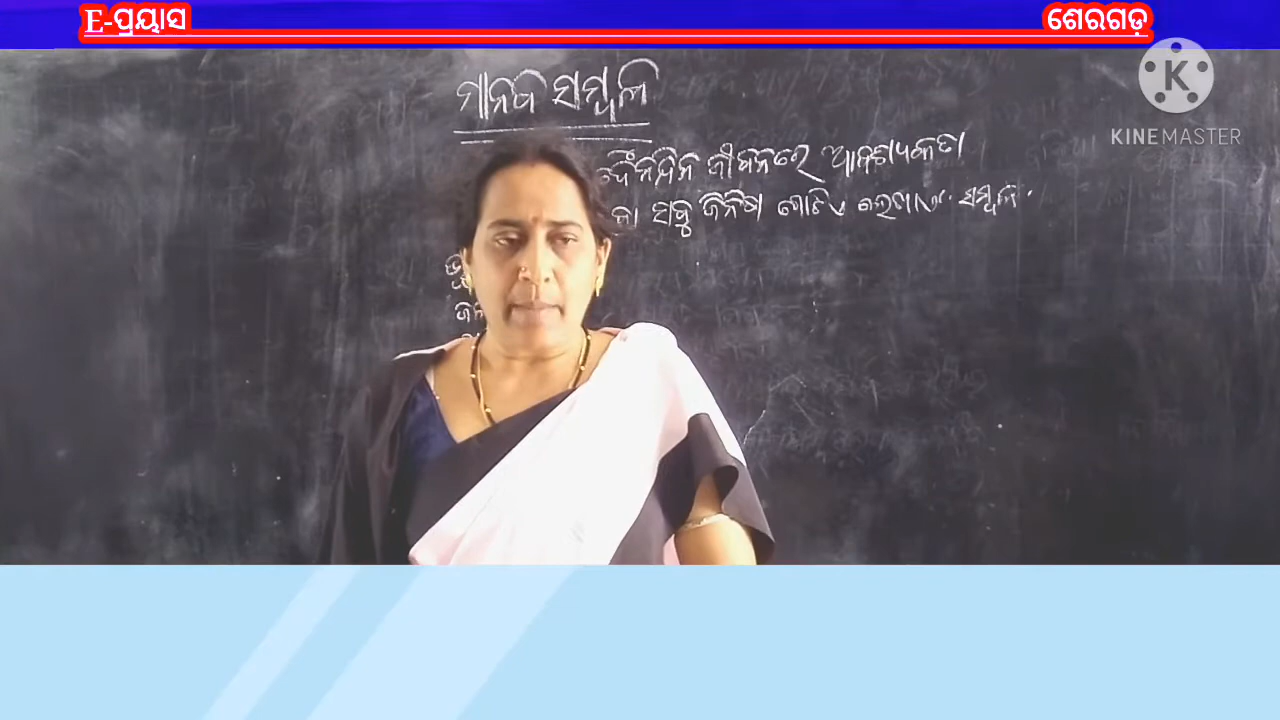 E-ପ୍ରୟାସ
ଶେରଗଡ଼
KINEMASTER
ମାନବ ସମ୍ବଳ
ଦୈନନ୍ଦିନ ଜୀବନରେ ଆବଶ୍ୟକତା
ସବୁ ଜିନିଷ ଗୋଟିଏ ସମ୍ବଳ